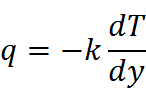 q = −k dT/dy